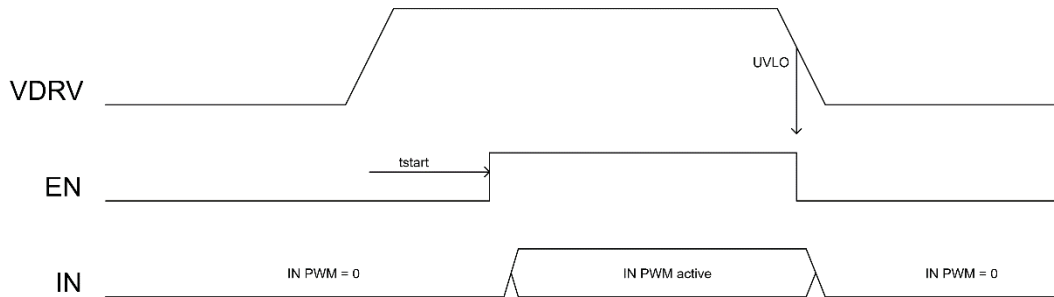 UVLO
VDRV
tstart
EN
IN PWM = 0 IN PWM active IN PWM = 0
IN